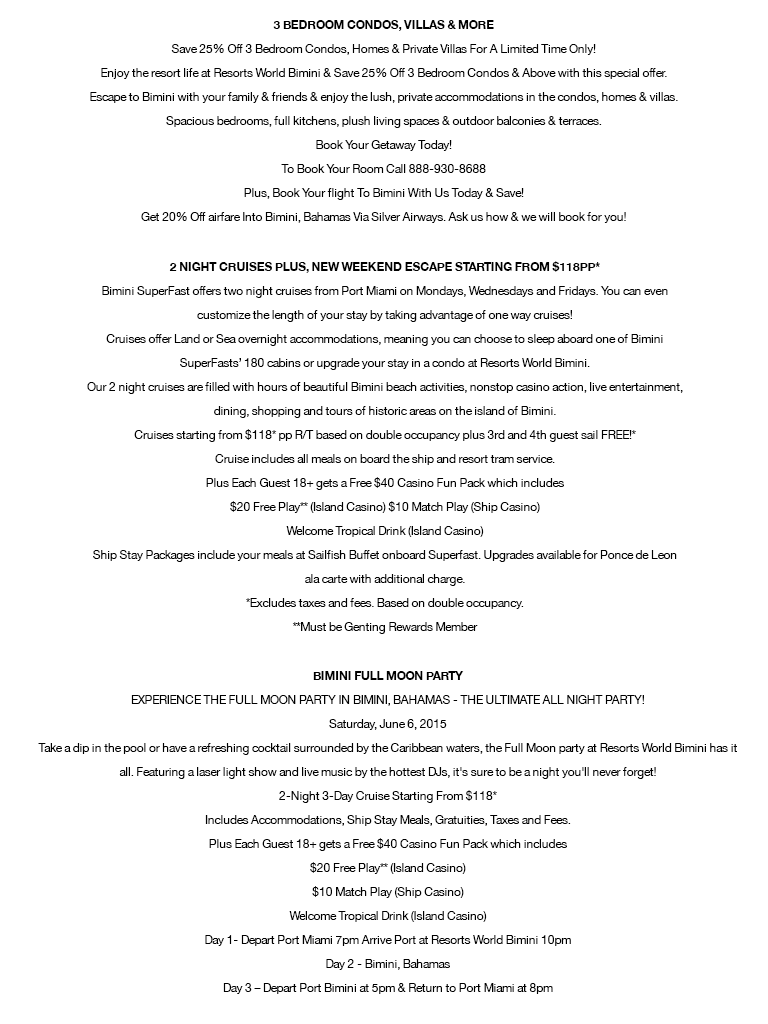 3 BEDROOM CONDOS, VILLAS & MORE
Save 25% Off 3 Bedroom Condos, Homes & Private Villas For A Limited Time Only!
Enjoy the resort life at Resorts World Bimini & Save 25% Off 3 Bedroom Condos & Above with this special offer.
Escape to Bimini with your family & friends & enjoy the lush, private accommodations in the condos, homes & villas.
Spacious bedrooms, full kitchens, plush living spaces & outdoor balconies & terraces.
Book Your Getaway Today!
To Book Your Room Call 888-930-8688
Plus, Book Your flight To Bimini With Us Today & Save!
Get 20% Off airfare Into Bimini, Bahamas Via Silver Airways. Ask us how & we will book for you!
2 NIGHT CRUISES PLUS, NEW WEEKEND ESCAPE STARTING FROM $118PP*
Bimini SuperFast offers two night cruises from Port Miami on Mondays, Wednesdays and Fridays. You can even
customize the length of your stay by taking advantage of one way cruises!
Cruises offer Land or Sea overnight accommodations, meaning you can choose to sleep aboard one of Bimini
SuperFasts' 180 cabins or upgrade your stay in a condo at Resorts World Bimini.
Our 2 night cruises are filled with hours of beautiful Bimini beach activities, nonstop casino action, live entertainment,
dining, shopping and tours of historic areas on the island of Bimini.
Cruises starting from $118* pp R/T based on double occupancy plus 3rd and 4th guest sail FREE!*
Cruise includes all meals on board the ship and resort tram service.
Plus Each Guest 18+ gets a Free $40 Casino Fun Pack which includes
$20 Free Play** (Island Casino) $10 Match Play (Ship Casino)
Welcome Tropical Drink (Island Casino)
Ship Stay Packages include your meals at Sailfish Buffet onboard Superfast. Upgrades available for Ponce de Leon
ala carte with additional charge.
*Excludes taxes and fees. Based on double occupancy.
**Must be Genting Rewards Member
BIMINI FULL MOON PARTY
EXPERIENCE THE FULL MOON PARTY IN BIMINI, BAHAMAS - THE ULTIMATE ALL NIGHT PARTY!
Saturday, June 6, 2015
Take a dip in the pool or have a refreshing cocktail surrounded by the Caribbean waters, the Full Moon party at Resorts World Bimini has it
all. Featuring a laser light show and live music by the hottest DJs, it's sure to be a night you'll never forget!
2-Night 3-Day Cruise Starting From $118*
Includes Accommodations, Ship Stay Meals, Gratuities, Taxes and Fees.
Plus Each Guest 18+ gets a Free $40 Casino Fun Pack which includes
$20 Free Play** (Island Casino)
$10 Match Play (Ship Casino)
Welcome Tropical Drink (Island Casino)
Day 1- Depart Port Miami 7pm Arrive Port at Resorts World Bimini 10pm
Day 2 - Bimini, Bahamas
Day 3 – Depart Port Bimini at 5pm & Return to Port Miami at 8pm